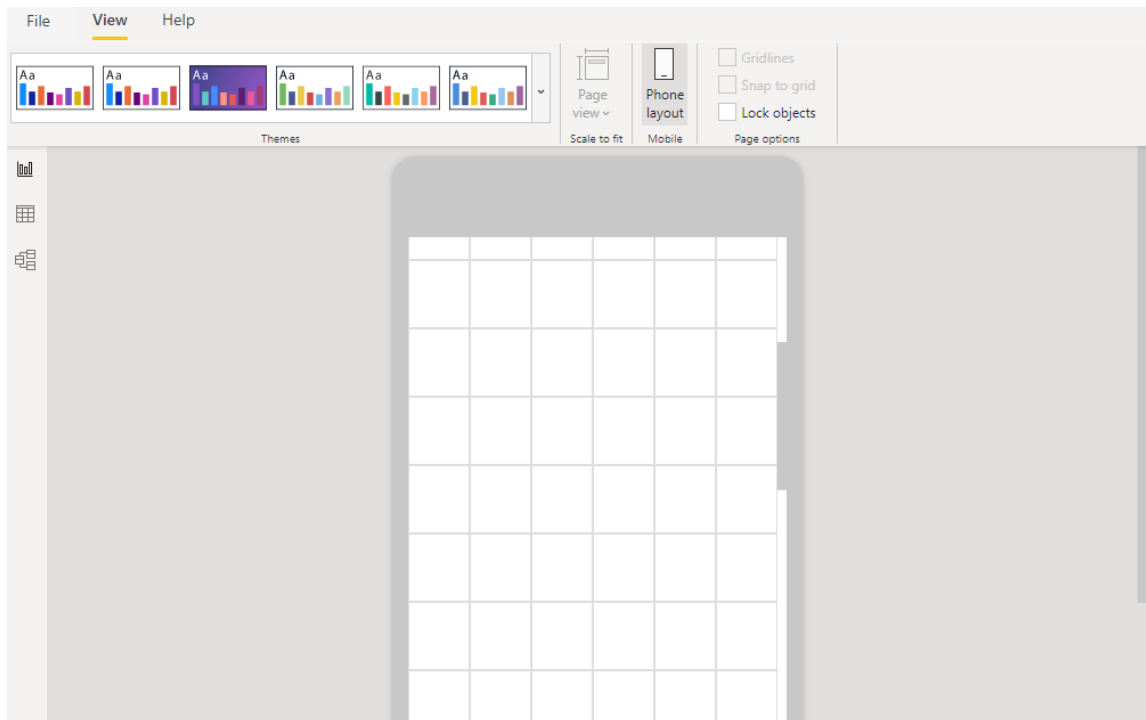 File View Help
Aa Aa Aa Aa Aa Aa
Gridlines
Snap to grid
Page view
Phone layout
Lock objects
Themes
Scale to fit
Mobile
Page options